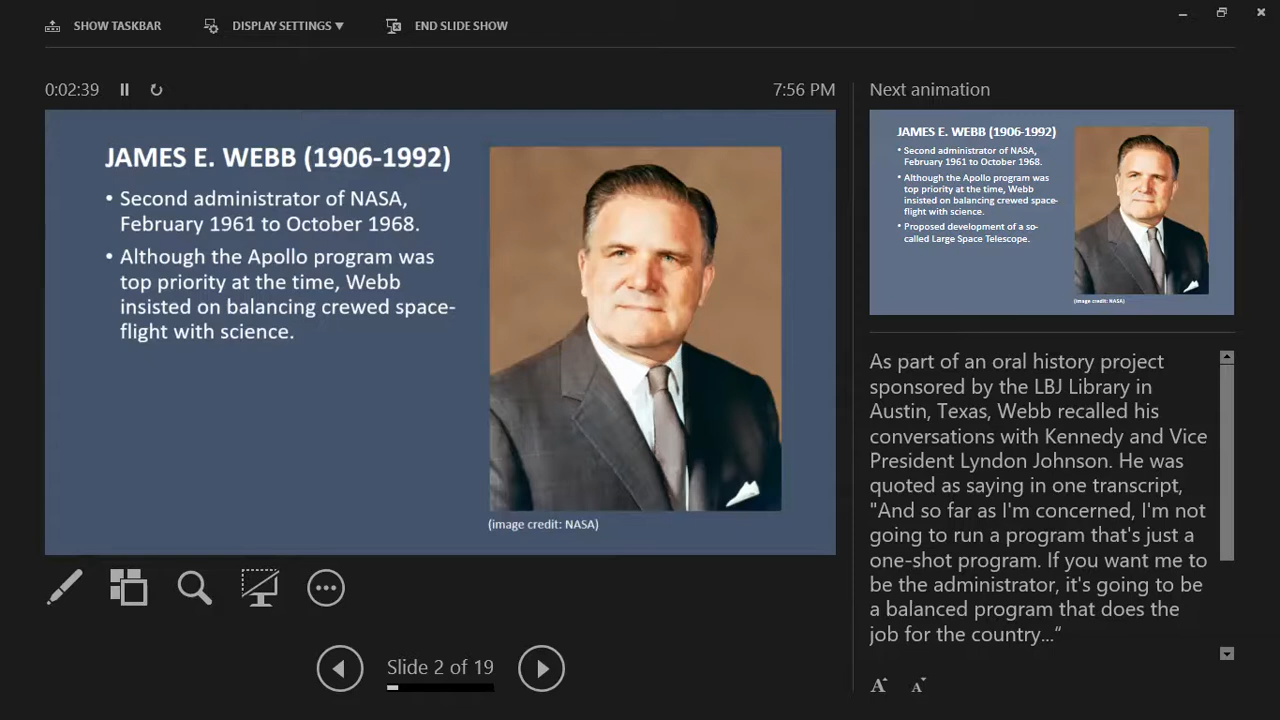 SHOW TASKBAR
DISPLAY SETTINGS ▼
END SLIDE SHOW
0:02:39
7:56 PM
JAMES E. WEBB (1906-1992)
• Second administrator of NASA,
February 1961 to October 1968.
• Although the Apollo program was
top priority at the time, Webb
insisted on balancing crewed space-
flight with science.
(image credit: NASA)
Slide 2 of 19
Next animation
JAMES E. WEBB (1906-1992)
• Second administrator of NASA,
February 1961 to October 1968.
• Although the Apollo program was
top priority at the time, Webb
insisted on balancing crewed space-
flight with science.
• Proposed development of a so-
called Large Space Telescope.
(image credit: NASA)
As part of an oral history project
sponsored by the LBJ Library in
Austin, Texas, Webb recalled his
conversations with Kennedy and Vice
President Lyndon Johnson. He was
quoted as saying in one transcript,
"And so far as I'm concerned, I'm not
going to run a program that's just a
one-shot program. If you want me to
be the administrator, it's going to be
a balanced program that does the
job for the country...“
A A